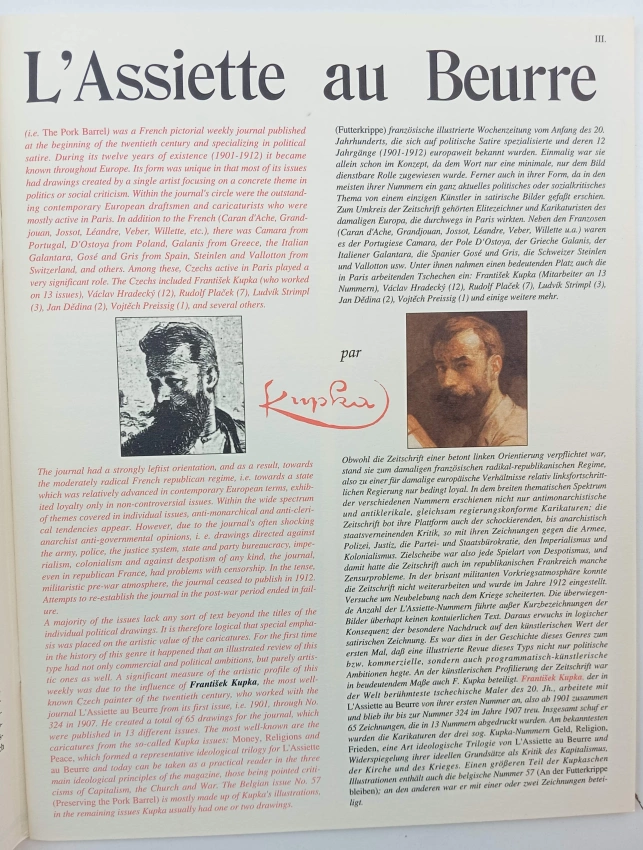 III.
L'Assiette au Beurre
(i.e. The Pork Barrel) was a French pictorial weekly journal published
at the beginning of the twentieth century and specializing in political
satire. During its twelve years of existence (1901-1912) it became
known throughout Europe. Its form was unique in that most of its issues
had drawings created by a single artist focusing on a concrete theme in
politics or social criticism. Within the journal's circle were the outstand-
ing contemporary European draftsmen and caricaturists who were
mostly active in Paris. In addition to the French (Caran d'Ache, Grand-
jouan, Jossot, Léandre, Veber, Willette, etc.), there was Camara from
Portugal, D'Ostoya from Poland, Galanis from Greece, the Italian
Galantara, Gosé and Gris from Spain, Steinlen and Vallotton from
Switzerland, and others. Among these, Czechs active in Paris played a
very significant role. The Czechs included František Kupka (who worked
on 13 issues), Václav Hradecký (12), Rudolf Plaček (7), Ludvík Strimpl
(3), Jan Dědina (2), Vojtěch Preissig (1), and several others.
(Futterkrippe) französische illustrierte Wochenzeitung vom Anfang des 20.
Jahrhunderts, die sich auf politische Satire spezialisierte und deren 12
Jahrgänge (1901-1912) europaweit bekannt wurden. Einmalig war sie
allein schon im Konzept, da dem Wort nur eine minimale, nur dem Bild
dienstbare Rolle zugewiesen wurde. Ferner auch in ihrer Form, da in den
meisten ihrer Nummern ein ganz aktuelles politisches oder sozialkritisches
Thema von einem einzigen Künstler in satirische Bilder gefaßt erschien.
Zum Umkreis der Zeitschrift gehörten Elitezeichner und Karikaturisten des
damaligen Europa, die durchwegs in Paris wirkten. Neben den Franzosen
(Caran d'Ache, Grandjouan, Jossot, Léandre, Veber, Willette u.a.) waren
es der Portugiese Camara, der Pole D'Ostoya, der Grieche Galanis, der
Italiener Galantara, die Spanier Gosé und Gris, die Schweizer Steinlen
und Vallotton usw. Unter ihnen nahmen einen bedeutenden Platz auch die
in Paris arbeitenden Tschechen ein: František Kupka (Mitarbeiter an 13
Nummern), Václav Hradecký (12), Rudolf Plaček (7), Ludvík Strimpl (3),
Jan Dědina (2), Vojtěch Preissig (1) und einige weitere mehr.
par
Kupka
The journal had a strongly leftist orientation, and as a result, towards
the moderately radical French republican regime, i.e. towards a state
which was relatively advanced in contemporary European terms, exhib-
ited loyalty only in non-controversial issues. Within the wide spectrum
of themes covered in individual issues, anti-monarchical and anti-cleri-
cal tendencies appear. However, due to the journal's often shocking
anarchist anti-governmental opinions, i. e. drawings directed against
the army, police, the justice system, state and party bureaucracy, impe-
rialism, colonialism and against despotism of any kind, the journal,
even in republican France, had problems with censorship. In the tense,
militaristic pre-war atmosphere, the journal ceased to publish in 1912.
Attempts to re-establish the journal in the post-war period ended in fail-
ure.
A majority of the issues lack any sort of text beyond the titles of the
individual political drawings. It is therefore logical that special empha-
sis was placed on the artistic value of the caricatures. For the first time
in the history of this genre it happened that an illustrated review of this
type had not only commercial and political ambitions, but purely artis-
tic ones as well. A significant measure of the artistic profile of this
weekly was due to the influence of František Kupka, the most well-
known Czech painter of the twentieth century, who worked with the
journal L'Assiette au Beurre from its first issue, i.e. 1901, through No.
324 in 1907. He created a total of 65 drawings for the journal, which
were published in 13 different issues. The most well-known are the
caricatures from the so-called Kupka issues; Money, Religions and
Peace, which formed a representative ideological trilogy for L'Assiette
au Beurre and today can be taken as a practical reader in the three
main ideological principles of the magazine, those being pointed criti-
cisms of Capitalism, the Church and War. The Belgian issue No. 57
(Preserving the Pork Barrel) is mostly made up of Kupka's illustrations,
in the remaining issues Kupka usually had one or two drawings.
Obwohl die Zeitschrift einer betont linken Orientierung verpflichtet war,
stand sie zum damaligen französischen radikal-republikanischen Regime,
also zu einer für damalige europäische Verhältnisse relativ linksfortschritt-
lichen Regierung nur bedingt loyal. In dem breiten thematischen Spektrum
der verschiedenen Nummern erschienen nicht nur antimonarchistische
und antiklerikale, gleichsam regierungskonforme Karikaturen; die
Zeitschrift bot ihre Plattform auch der schockierenden, bis anarchistisch
staatsverneinenden Kritik, so mit ihren Zeichnungen gegen die Armee,
Polizei, Justiz, die Partei- und Staatsbürokratie, den Imperialismus und
Kolonialismus. Zielscheibe war also jede Spielart von Despotismus, und
damit hatte die Zeitschrift auch im republikanischen Frankreich manche
Zensurprobleme. In der brisant militanten Vorkriegsatmosphäre konnte
die Zeitschrift nicht weiterarbeiten und wurde im Jahre 1912 eingestellt.
Versuche um Neubelebung nach dem Kriege scheiterten. Die überwiegen-
de Anzahl der L'Assiette-Nummern führte außer Kurzbezeichnungen der
Bilder überhapt keinen kontuierlichen Text. Daraus erwuchs in logischer
Konsequenz der besondere Nachdruck auf den künstlerischen Wert der
satirischen Zeichnung. Es war dies in der Geschichte dieses Genres zum
ersten Mal, daß eine illustrierte Revue dieses Typs nicht nur politische
bzw. kommerzielle, sondern auch programmatisch-künstlerische
Ambitionen hegte. An der künstlerischen Profilierung der Zeitschrift war
in bedeutendem Maße auch F. Kupka beteiligt. František Kupka, der in
der Welt berühmteste tschechische Maler des 20. Jh., arbeitete mit
L'Assiette au Beurre von ihrer ersten Nummer an, also ab 1901 zusammen
und blieb ihr bis zur Nummer 324 im Jahre 1907 treu. Insgesamt schuf er
65 Zeichnungen, die in 13 Nummern abgedruckt wurden. Am bekanntesten
wurden die Karikaturen der drei sog. Kupka-Nummern Geld, Religion,
Frieden, eine Art ideologische Trilogie von L'Assiette au Beurre und
Widerspiegelung ihrer ideellen Grundsätze als Kritik des Kapitalismus,
der Kirche und des Krieges. Einen größeren Teil der Kupkaschen
Illustrationen enthält auch die belgische Nummer 57 (An der Futterkrippe
bleiben); an den anderen war er mit einer oder zwei Zeichnungen betei-
ligt.